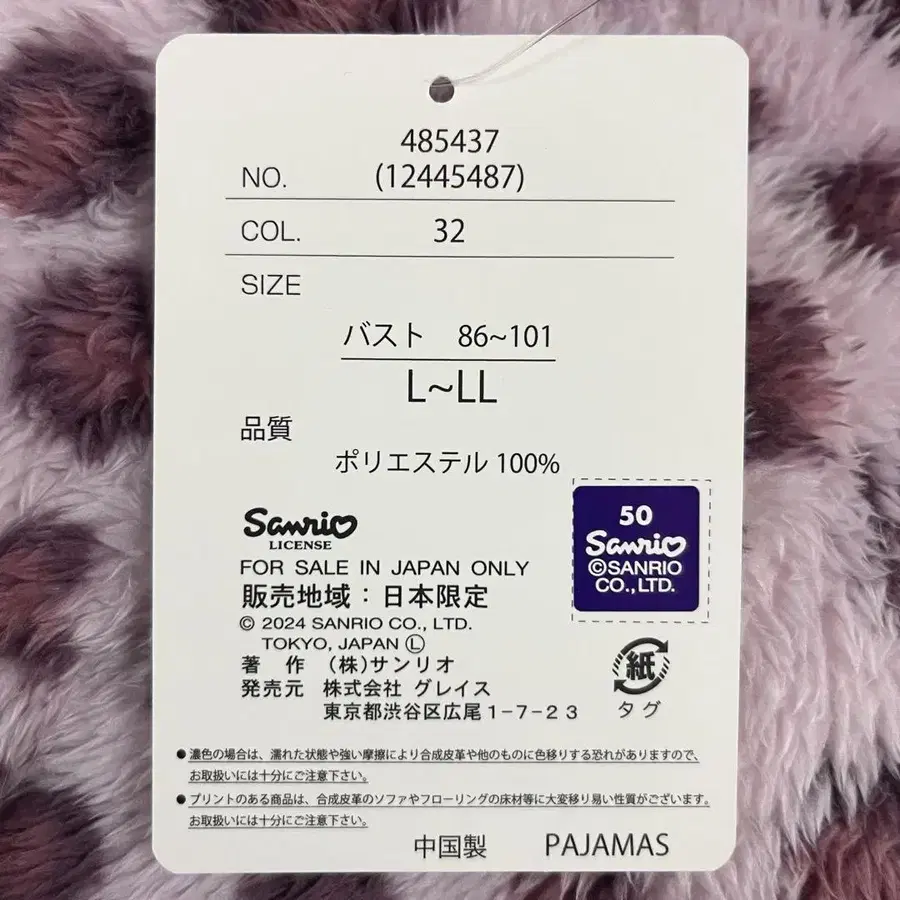 485437
NO. (12445487)
COL. 32
SIZE
バスト 86~101
L~LL
品質
ポリエステル 100%
Sanrio
LICENSE
FOR SALE IN JAPAN ONLY
販売地域：日本限定
© 2024 SANRIO CO., LTD.
TOKYO, JAPAN Ⓛ
著 作 （株）サンリオ
発売元 株式会社 グレイス
東京都渋谷区広尾1-7-23
50
Sanrio
©SANRIO
CO.,LTD.
紙
タグ
●濃色の場合は、濡れた状態や強い摩擦により合成皮革や他のものに色移りする恐れがありますので、
お取扱いには十分にご注意下さい。
●プリントのある商品は、合成皮革のソファやフローリングの床材等に大変移り易い性質がございます。
お取扱いには十分にご注意下さい。
中国製 PAJAMAS